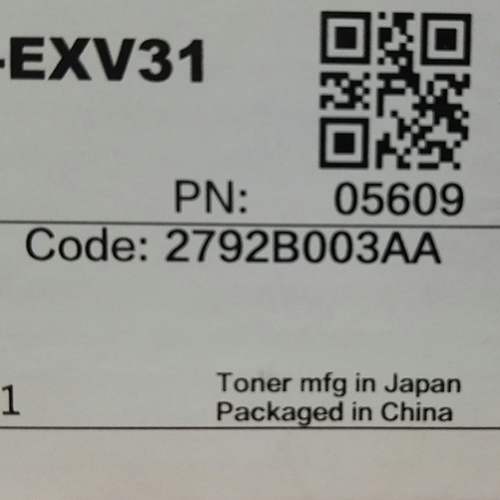 -EXV31
PN: 05609
Code: 2792B003AA
1
Toner mfg in Japan
Packaged in China